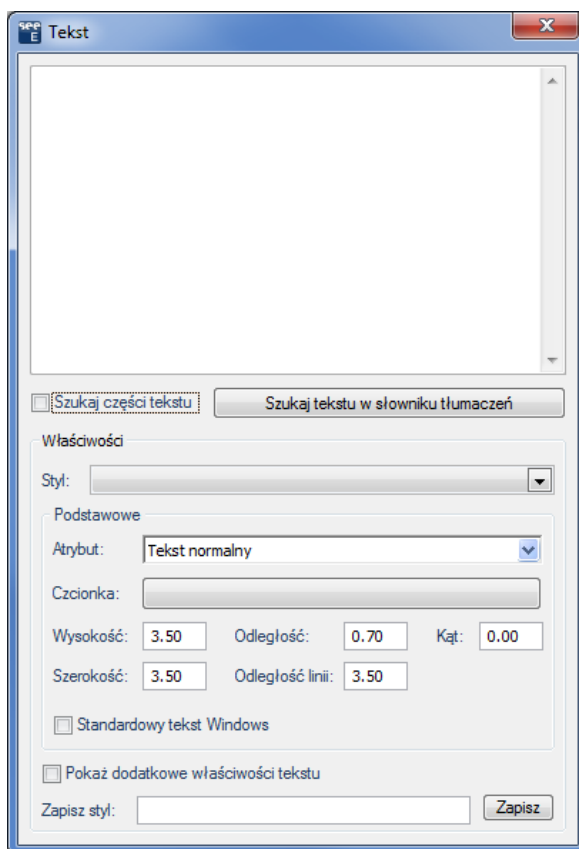 see
E
Tekst
Szukaj części tekstu
Szukaj tekstu w słowniku tłumaczeń
Właściwości
Styl:
Podstawowe
Atrybut: Tekst normalny
Czcionka:
Wysokość: 3.50 Odległość: 0.70 Kąt: 0.00
Szerokość: 3.50 Odległość linii: 3.50
Standardowy tekst Windows
Pokaż dodatkowe właściwości tekstu
Zapisz styl: Zapisz